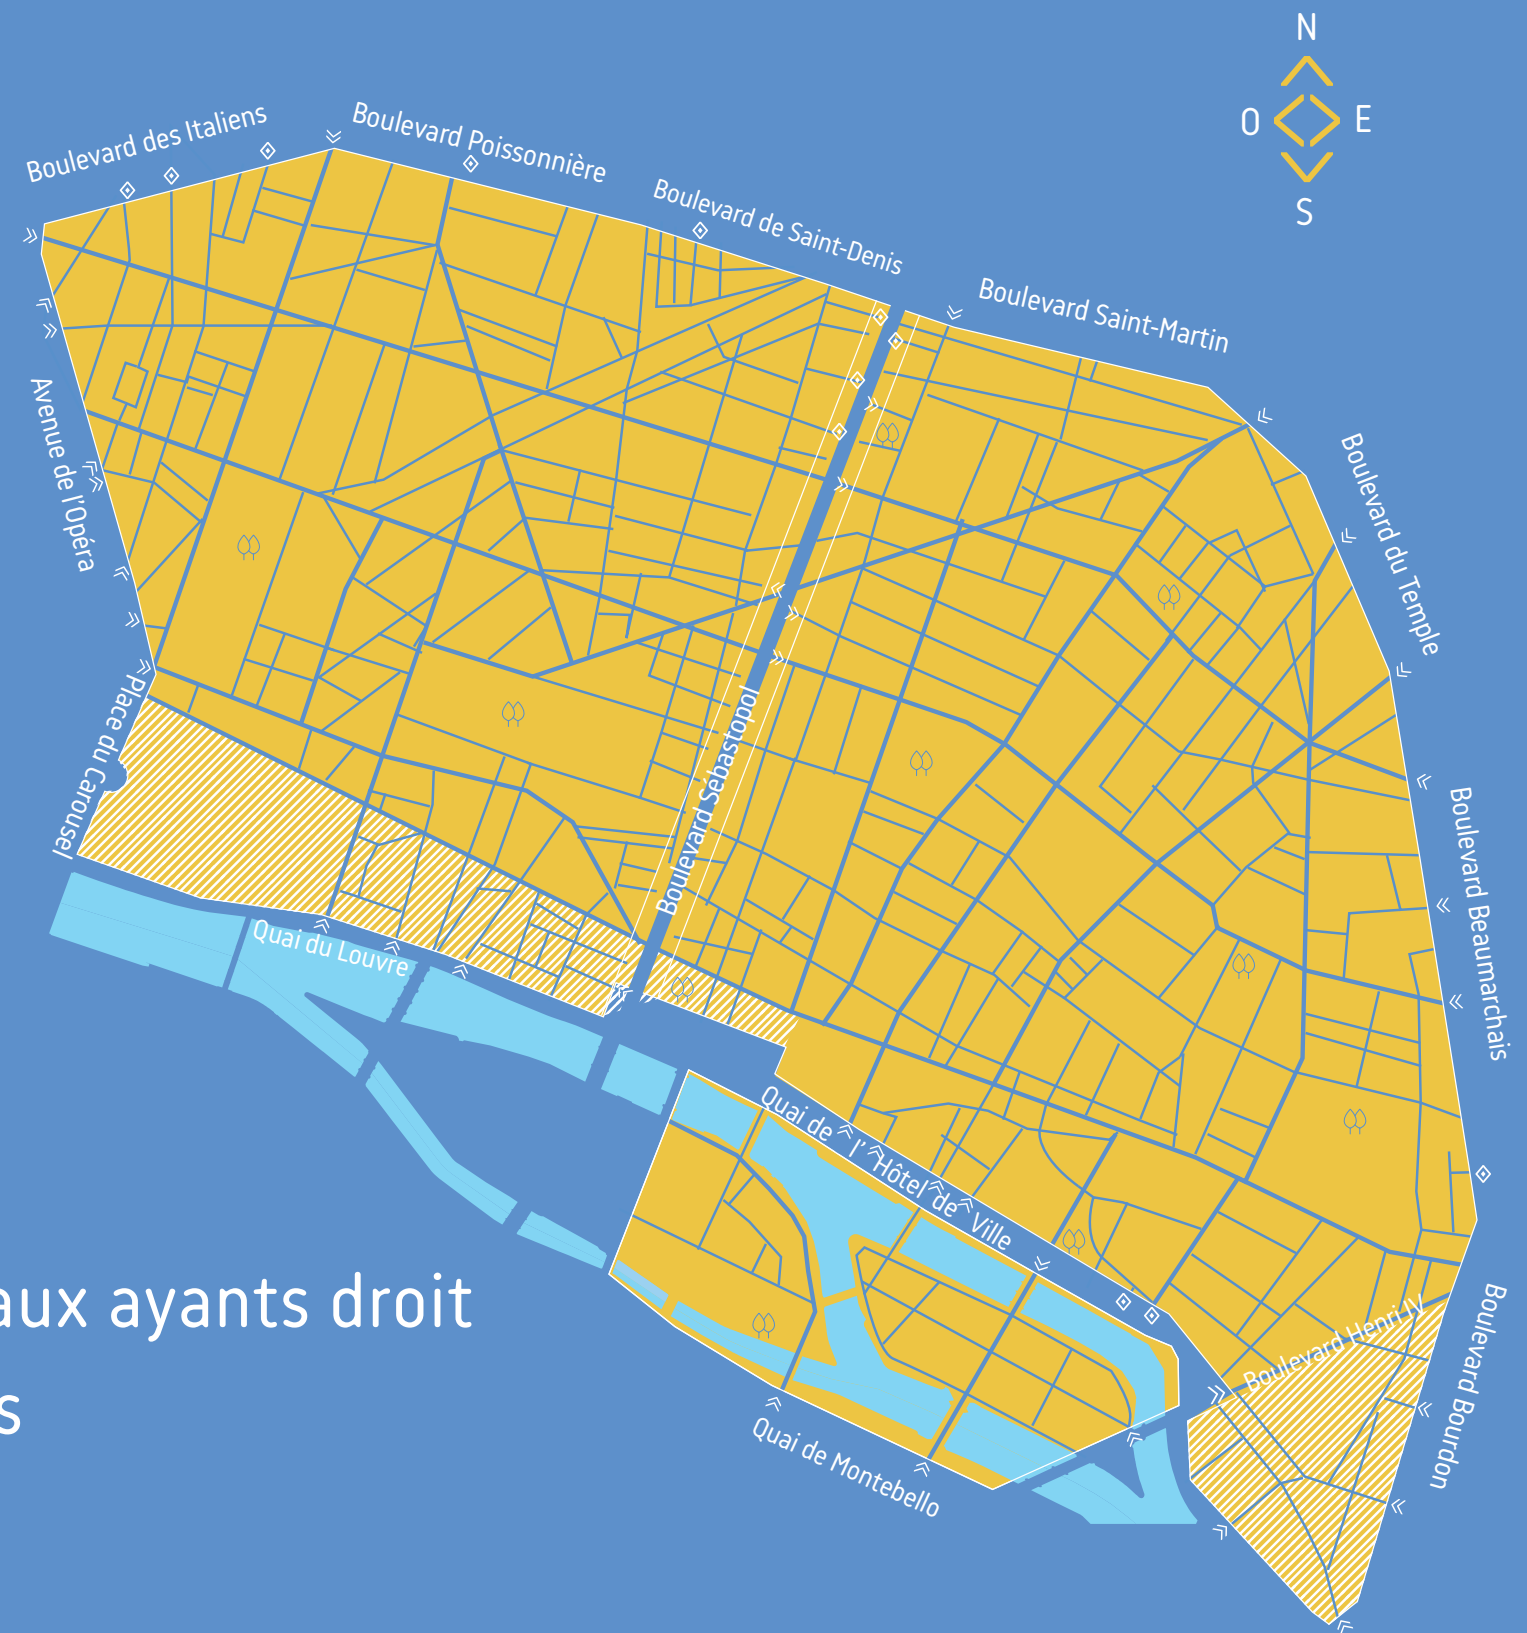 N
O
E
S
Boulevard des Italiens
Boulevard Poissonnière
Boulevard de Saint-Denis
Boulevard Saint-Martin
Avenue de l'Opéra
Boulevard du Temple
Place du Carousel
Boulevard Sébastopol
Boulevard Beaumarchais
Quai du Louvre
Quai de l' Hôtel de Ville
Boulevard Henri IV
Boulevard Bourdon
Quai de Montebello
aux ayants droit
s